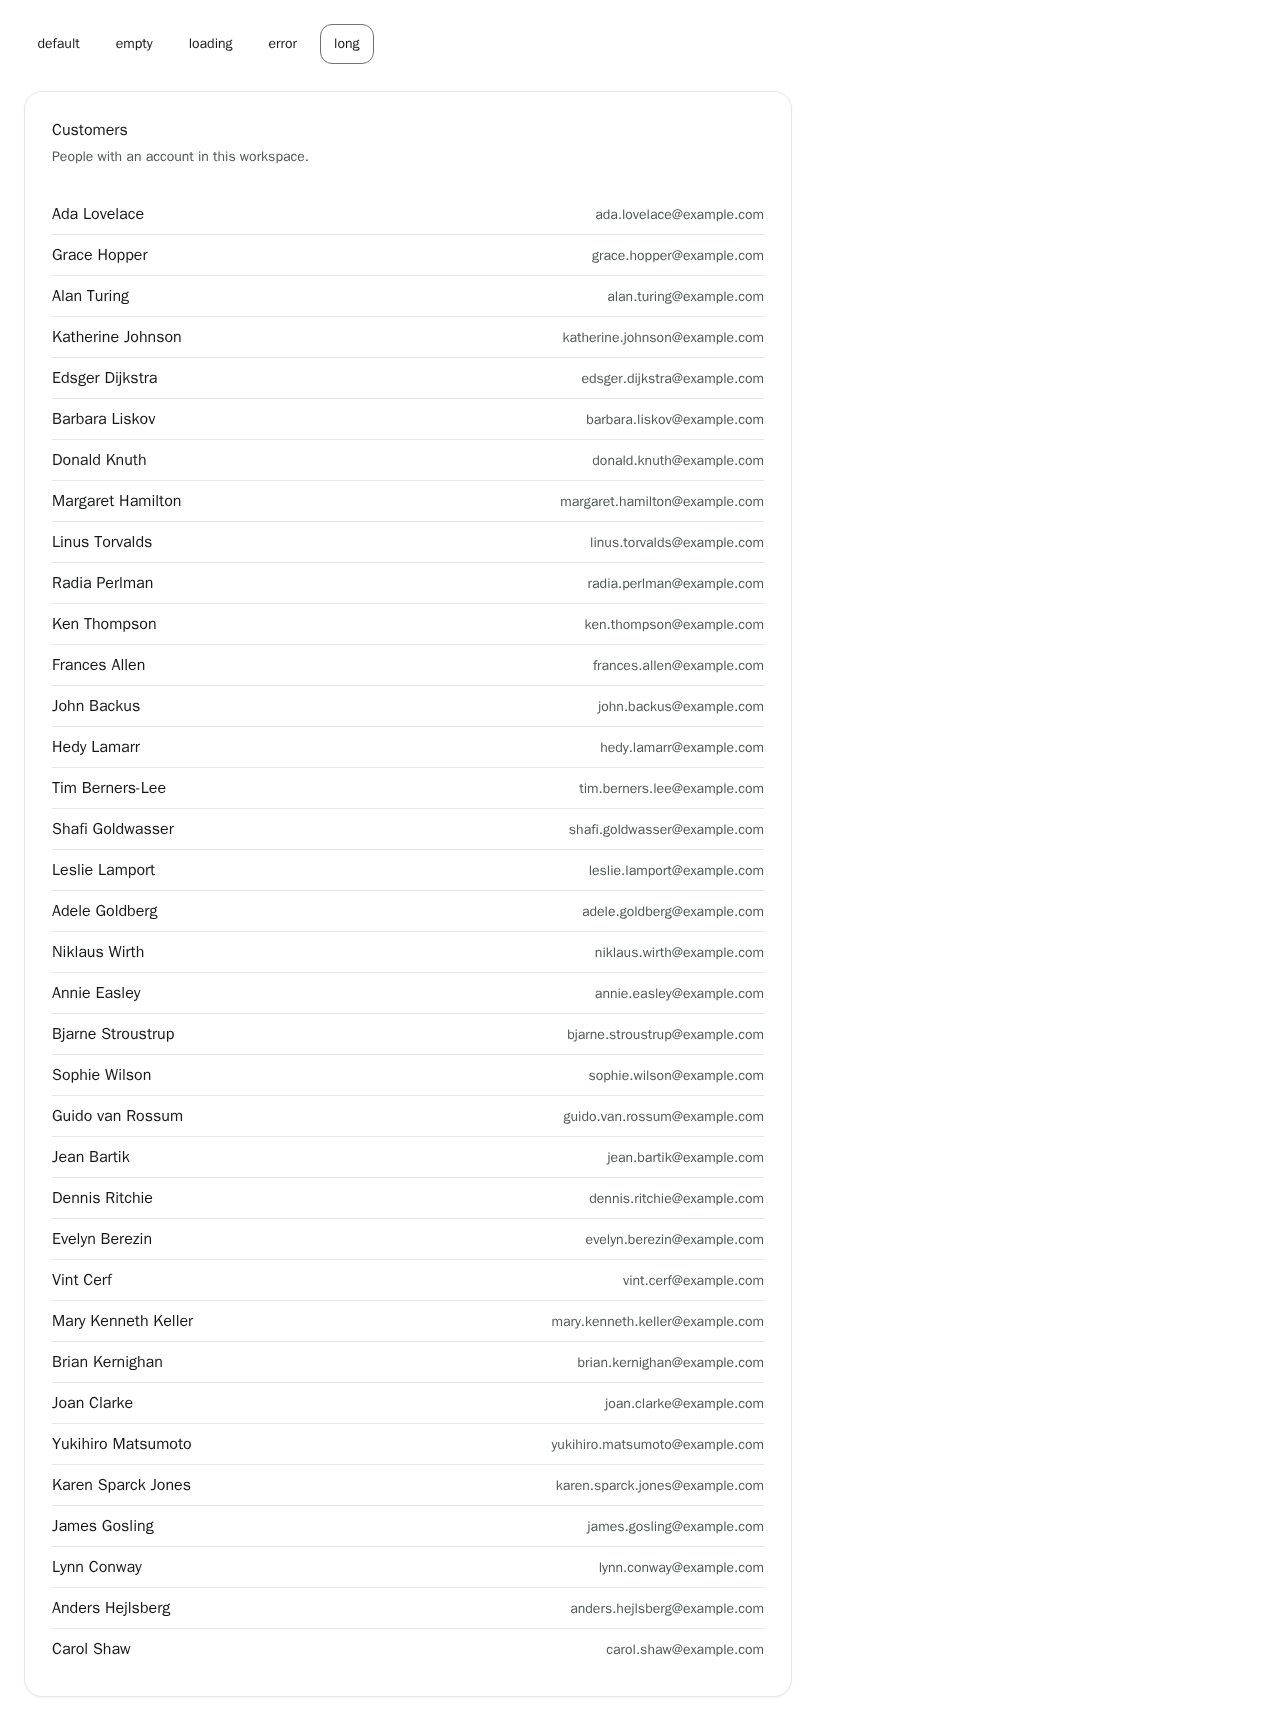 default empty loading error long
Customers
People with an account in this workspace.
Ada Lovelace ada.lovelace@example.com
Grace Hopper grace.hopper@example.com
Alan Turing alan.turing@example.com
Katherine Johnson katherine.johnson@example.com
Edsger Dijkstra edsger.dijkstra@example.com
Barbara Liskov barbara.liskov@example.com
Donald Knuth donald.knuth@example.com
Margaret Hamilton margaret.hamilton@example.com
Linus Torvalds linus.torvalds@example.com
Radia Perlman radia.perlman@example.com
Ken Thompson ken.thompson@example.com
Frances Allen frances.allen@example.com
John Backus john.backus@example.com
Hedy Lamarr hedy.lamarr@example.com
Tim Berners-Lee tim.berners.lee@example.com
Shafi Goldwasser shafi.goldwasser@example.com
Leslie Lamport leslie.lamport@example.com
Adele Goldberg adele.goldberg@example.com
Niklaus Wirth niklaus.wirth@example.com
Annie Easley annie.easley@example.com
Bjarne Stroustrup bjarne.stroustrup@example.com
Sophie Wilson sophie.wilson@example.com
Guido van Rossum guido.van.rossum@example.com
Jean Bartik jean.bartik@example.com
Dennis Ritchie dennis.ritchie@example.com
Evelyn Berezin evelyn.berezin@example.com
Vint Cerf vint.cerf@example.com
Mary Kenneth Keller mary.kenneth.keller@example.com
Brian Kernighan brian.kernighan@example.com
Joan Clarke joan.clarke@example.com
Yukihiro Matsumoto yukihiro.matsumoto@example.com
Karen Sparck Jones karen.sparck.jones@example.com
James Gosling james.gosling@example.com
Lynn Conway lynn.conway@example.com
Anders Hejlsberg anders.hejlsberg@example.com
Carol Shaw carol.shaw@example.com